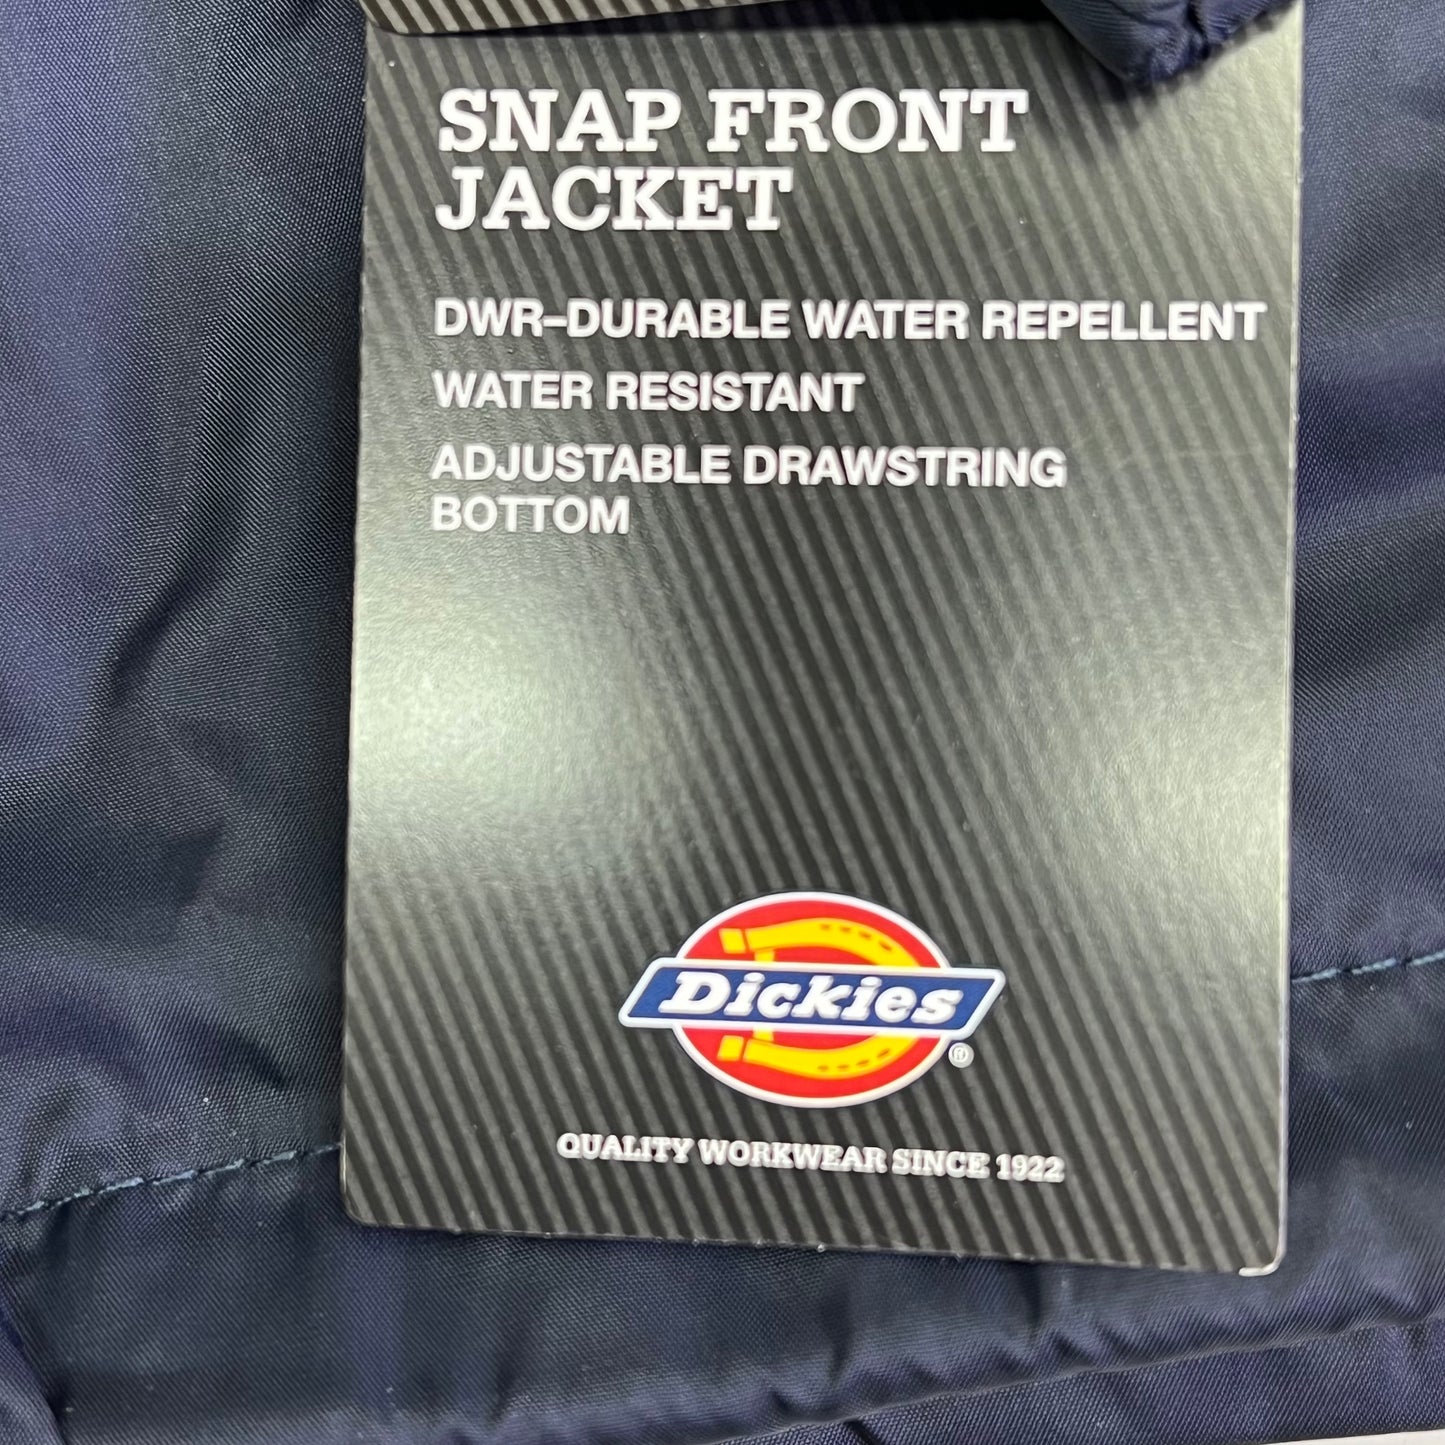 SNAP FRONT
JACKET
DWR–DURABLE WATER REPELLENT
WATER RESISTANT
ADJUSTABLE DRAWSTRING
BOTTOM
Dickies
®
QUALITY WORKWEAR SINCE 1922